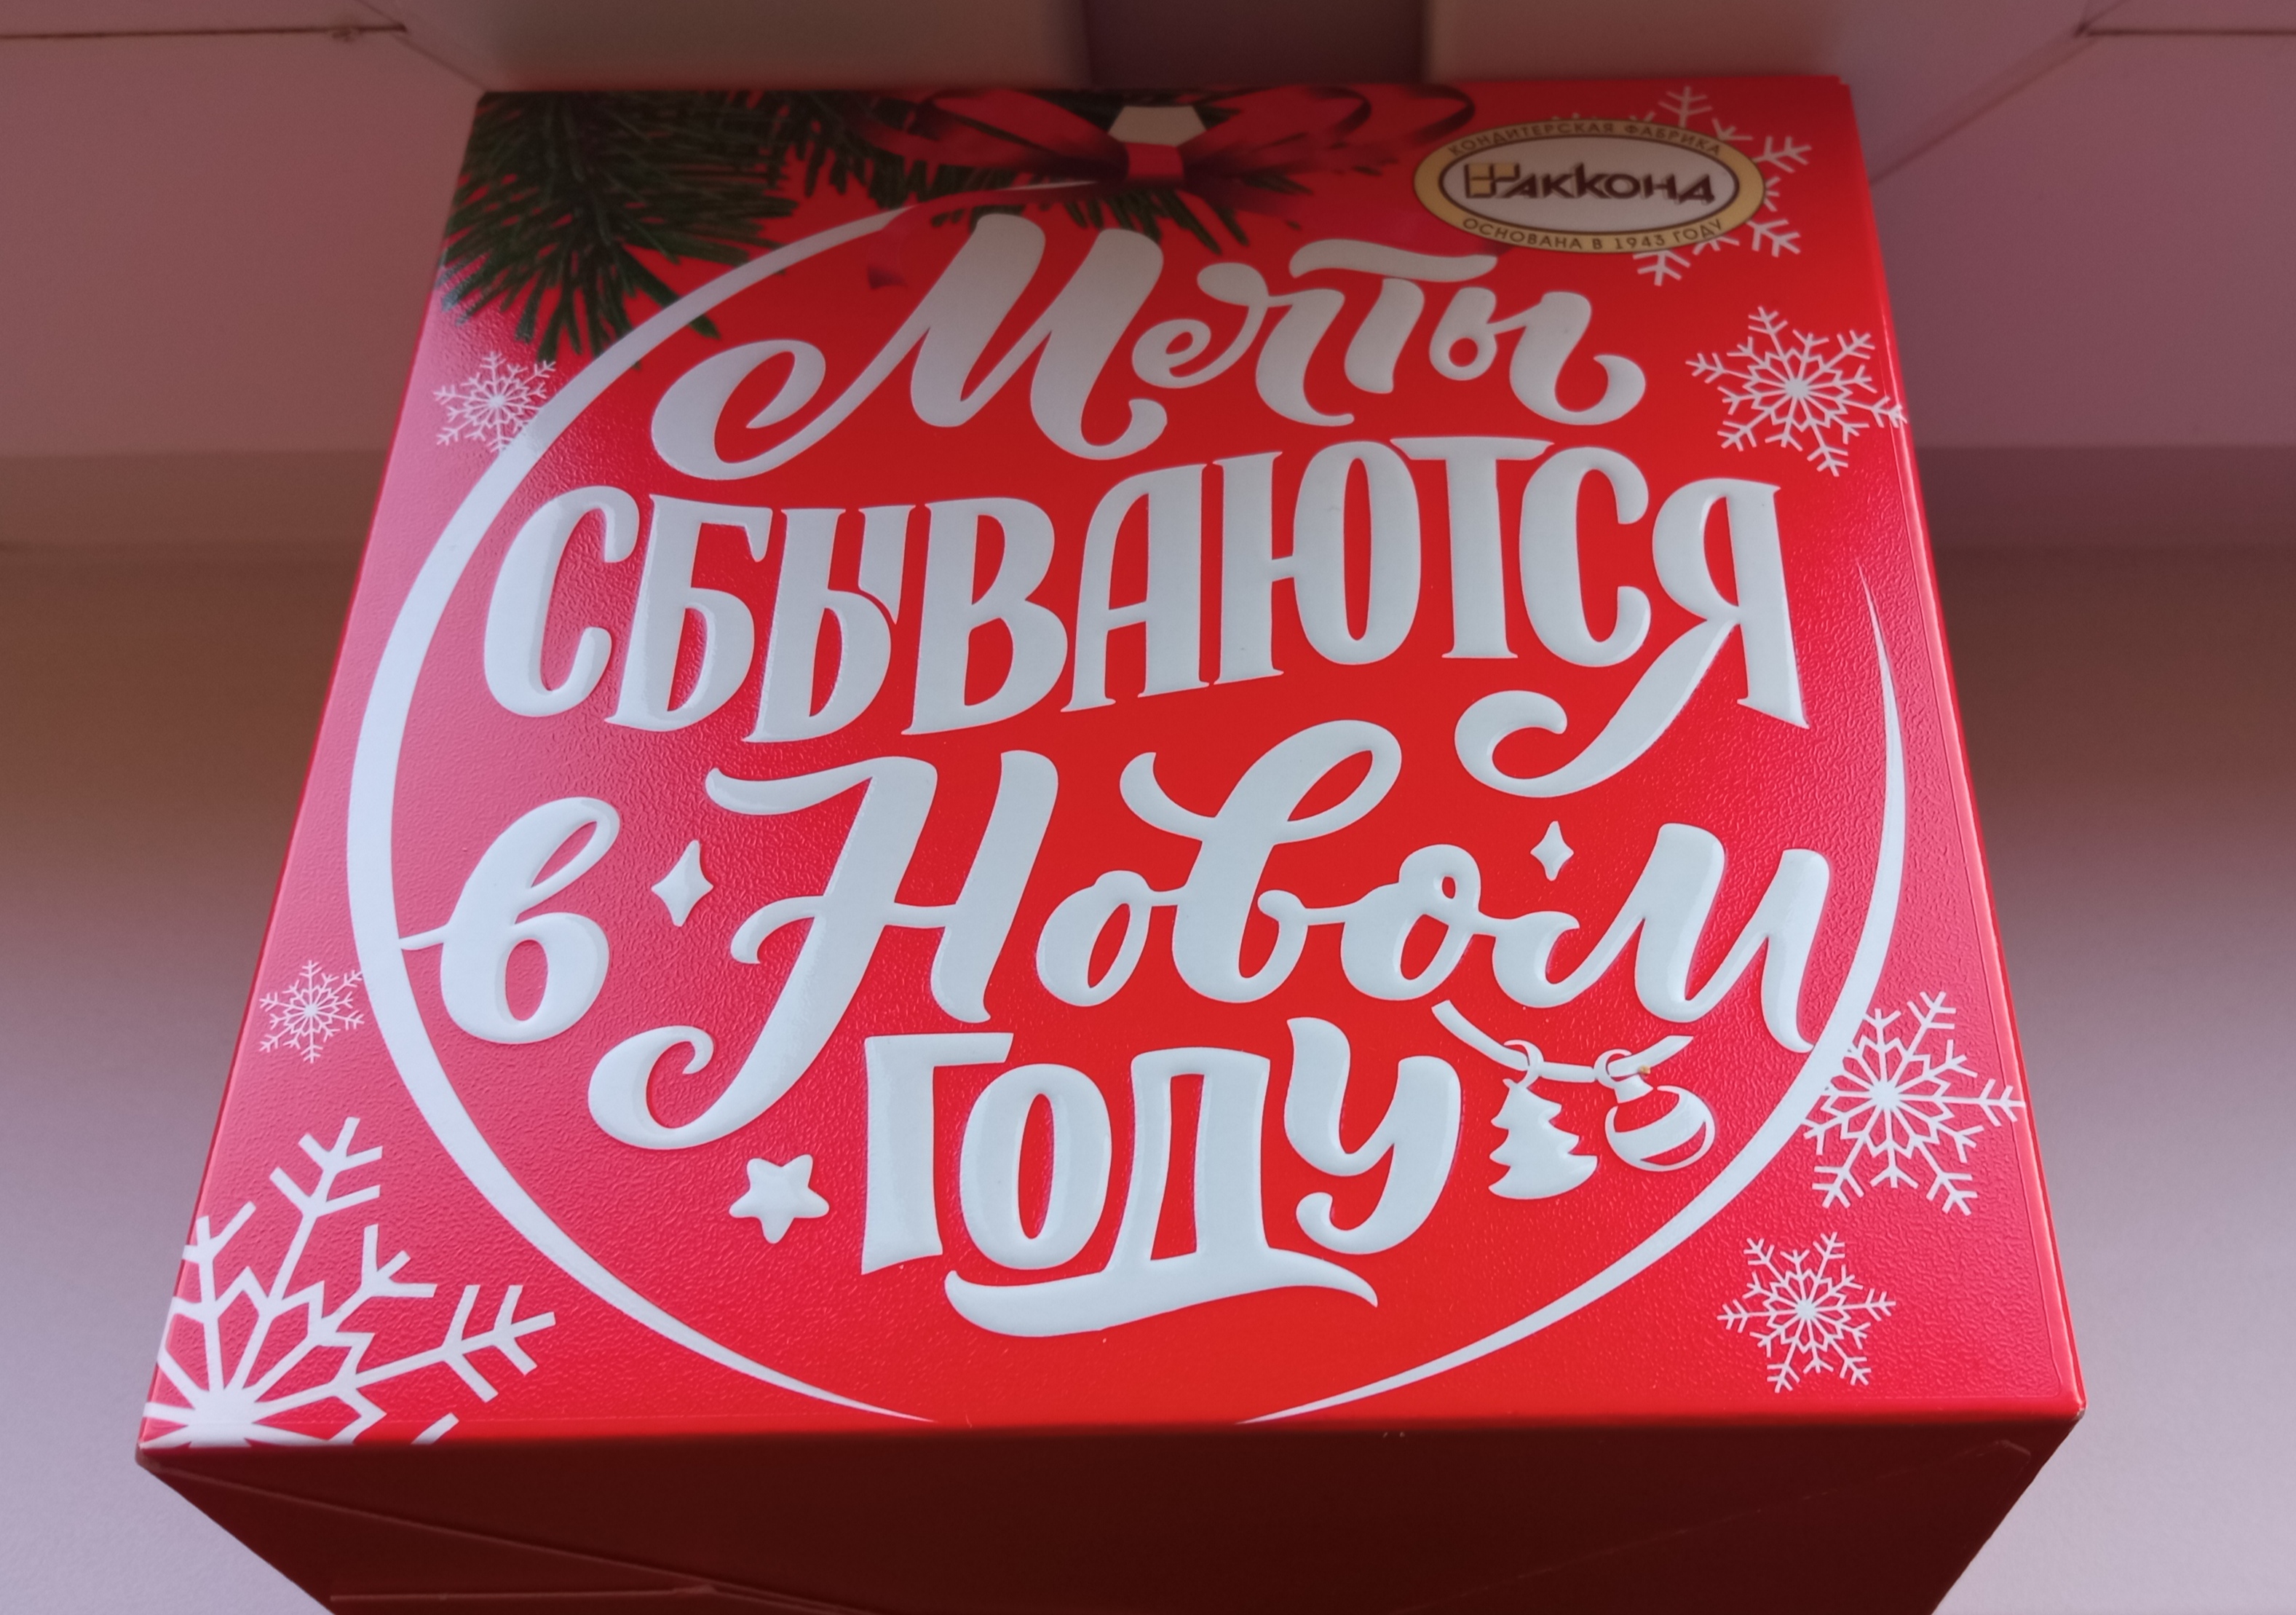 КОНДИТЕРСКАЯ ФАБРИКА
АККОНД
ОСНОВАНА В 1943 ГОДУ
Мечты
СБЫВАЮТСЯ
в Новом
ГОДУ